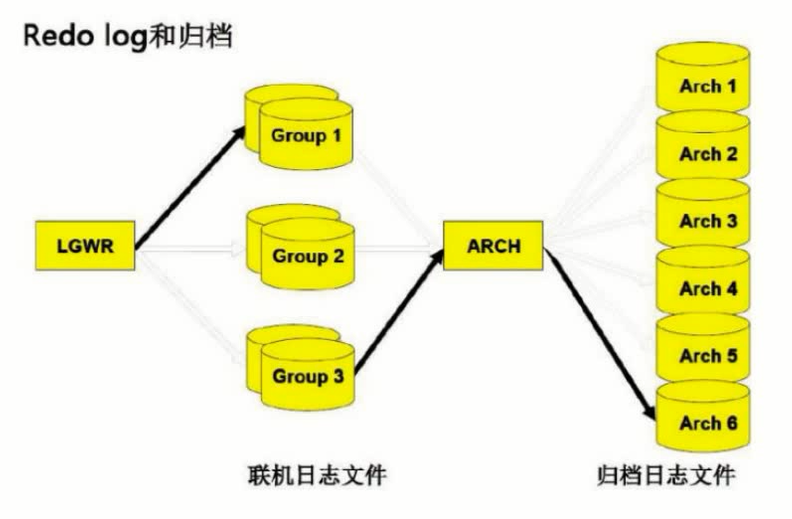 Redo log和归档
Group 1
Group 2
Group 3
LGWR
ARCH
Arch 1
Arch 2
Arch 3
Arch 4
Arch 5
Arch 6
联机日志文件
归档日志文件